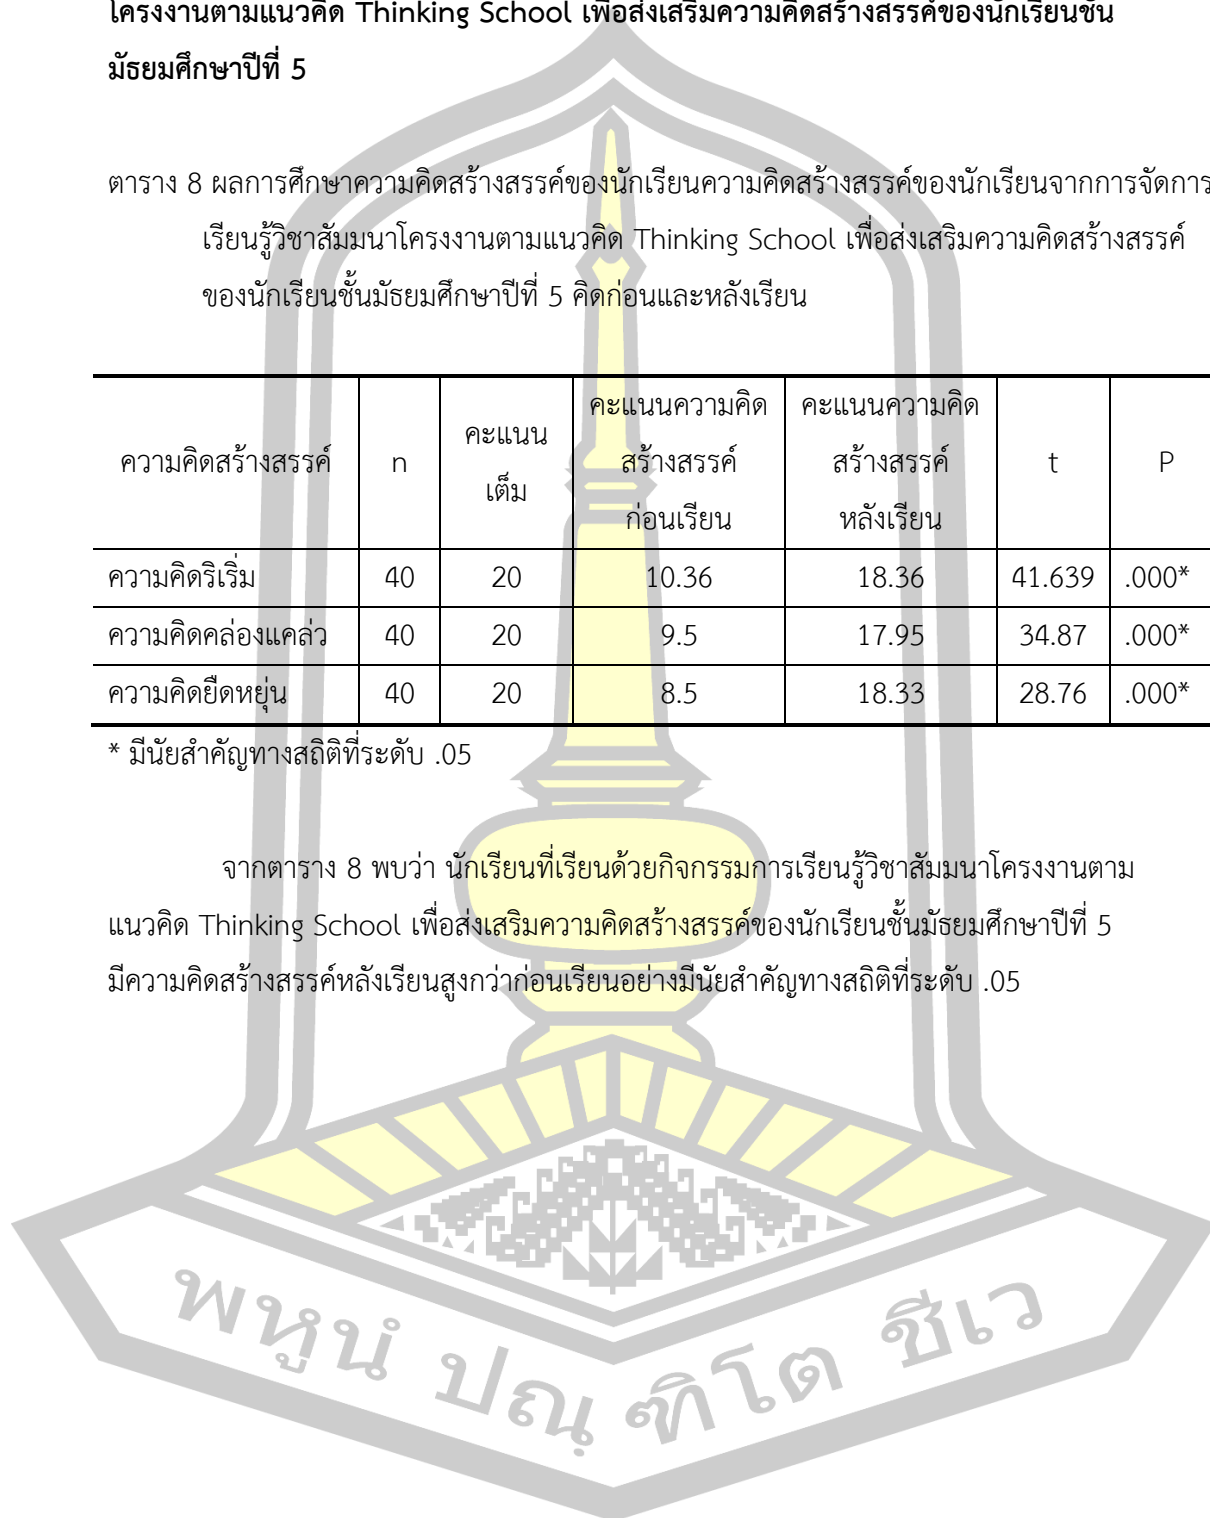 โครงงานตามแนวคิด Thinking School เพื่อส่งเสริมความคิดสร้างสรรค์ของนักเรียนชั้น
มัธยมศึกษาปีที่ 5
ตาราง 8 ผลการศึกษาความคิดสร้างสรรค์ของนักเรียนความคิดสร้างสรรค์ของนักเรียนจากการจัดการ
เรียนรู้วิชาสัมมนาโครงงานตามแนวคิด Thinking School เพื่อส่งเสริมความคิดสร้างสรรค์
ของนักเรียนชั้นมัธยมศึกษาปีที่ 5 คิดก่อนและหลังเรียน
ความคิดสร้างสรรค์ n คะแนนเต็ม คะแนนความคิดสร้างสรรค์ก่อนเรียน คะแนนความคิดสร้างสรรค์หลังเรียน t P
ความคิดริเริ่ม 40 20 10.36 18.36 41.639 .000*
ความคิดคล่องแคล่ว 40 20 9.5 17.95 34.87 .000*
ความคิดยืดหยุ่น 40 20 8.5 18.33 28.76 .000*
* มีนัยสำคัญทางสถิติที่ระดับ .05
จากตาราง 8 พบว่า นักเรียนที่เรียนด้วยกิจกรรมการเรียนรู้วิชาสัมมนาโครงงานตาม
แนวคิด Thinking School เพื่อส่งเสริมความคิดสร้างสรรค์ของนักเรียนชั้นมัธยมศึกษาปีที่ 5
มีความคิดสร้างสรรค์หลังเรียนสูงกว่าก่อนเรียนอย่างมีนัยสำคัญทางสถิติที่ระดับ .05
พหูนํ ปณฺฑิโต ชีเว